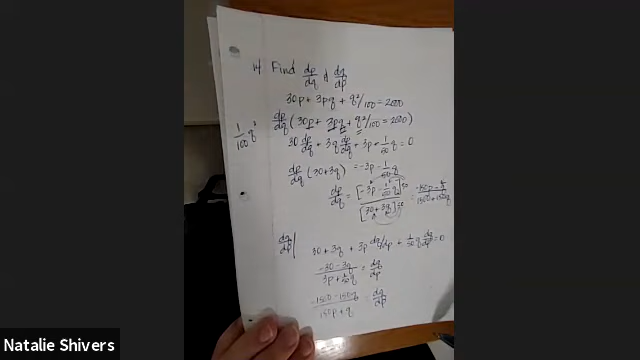 14 Find dp/dq & dq/dp
30p + 3pq + q²/100 = 2000
1/100 q²
dp/dq (30p + 3pq + q²/100 = 2000)
30 dp/dq + 3q dp/dq + 3p + 1/50 q = 0
dp/dq (30+3q) = -3p - 1/50 q
dp/dq = [-3p - 1/50 q] 50 / [30 + 3q] 50 = -150p - q / 1500 + 150q
dq/dp | 30 + 3q + 3p dq/dp + 1/50 q dq/dp = 0
-30 - 3q / 3p + 1/50 q = dq/dp
-1500 - 150q / 150p + q = dq/dp
Natalie Shivers